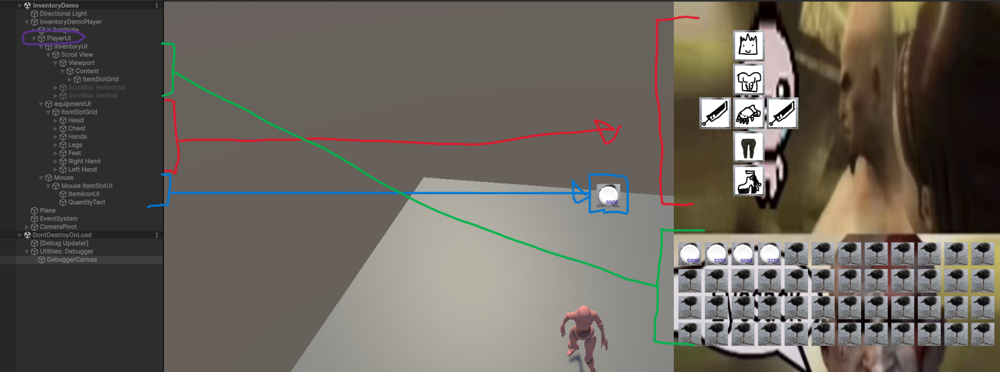 InventoryDemo
Directional Light
InventoryDemoPlayer
X Bot@Idle
PlayerUI
InventoryUI
Scroll View
Viewport
Content
ItemSlotGrid
Scrollbar Horizontal
Scrollbar Vertical
equipmentUI
ItemSlotGrid
Head
Chest
Hands
Legs
Feet
Right Hand
Left Hand
Mouse
Mouse ItemSlotUI
ItemIconUI
QuantityText
Plane
EventSystem
CameraPivot
DontDestroyOnLoad
[Debug Updater]
Utilities: Debugger
DebuggerCanvas
6666
9999 3333 6666 3333